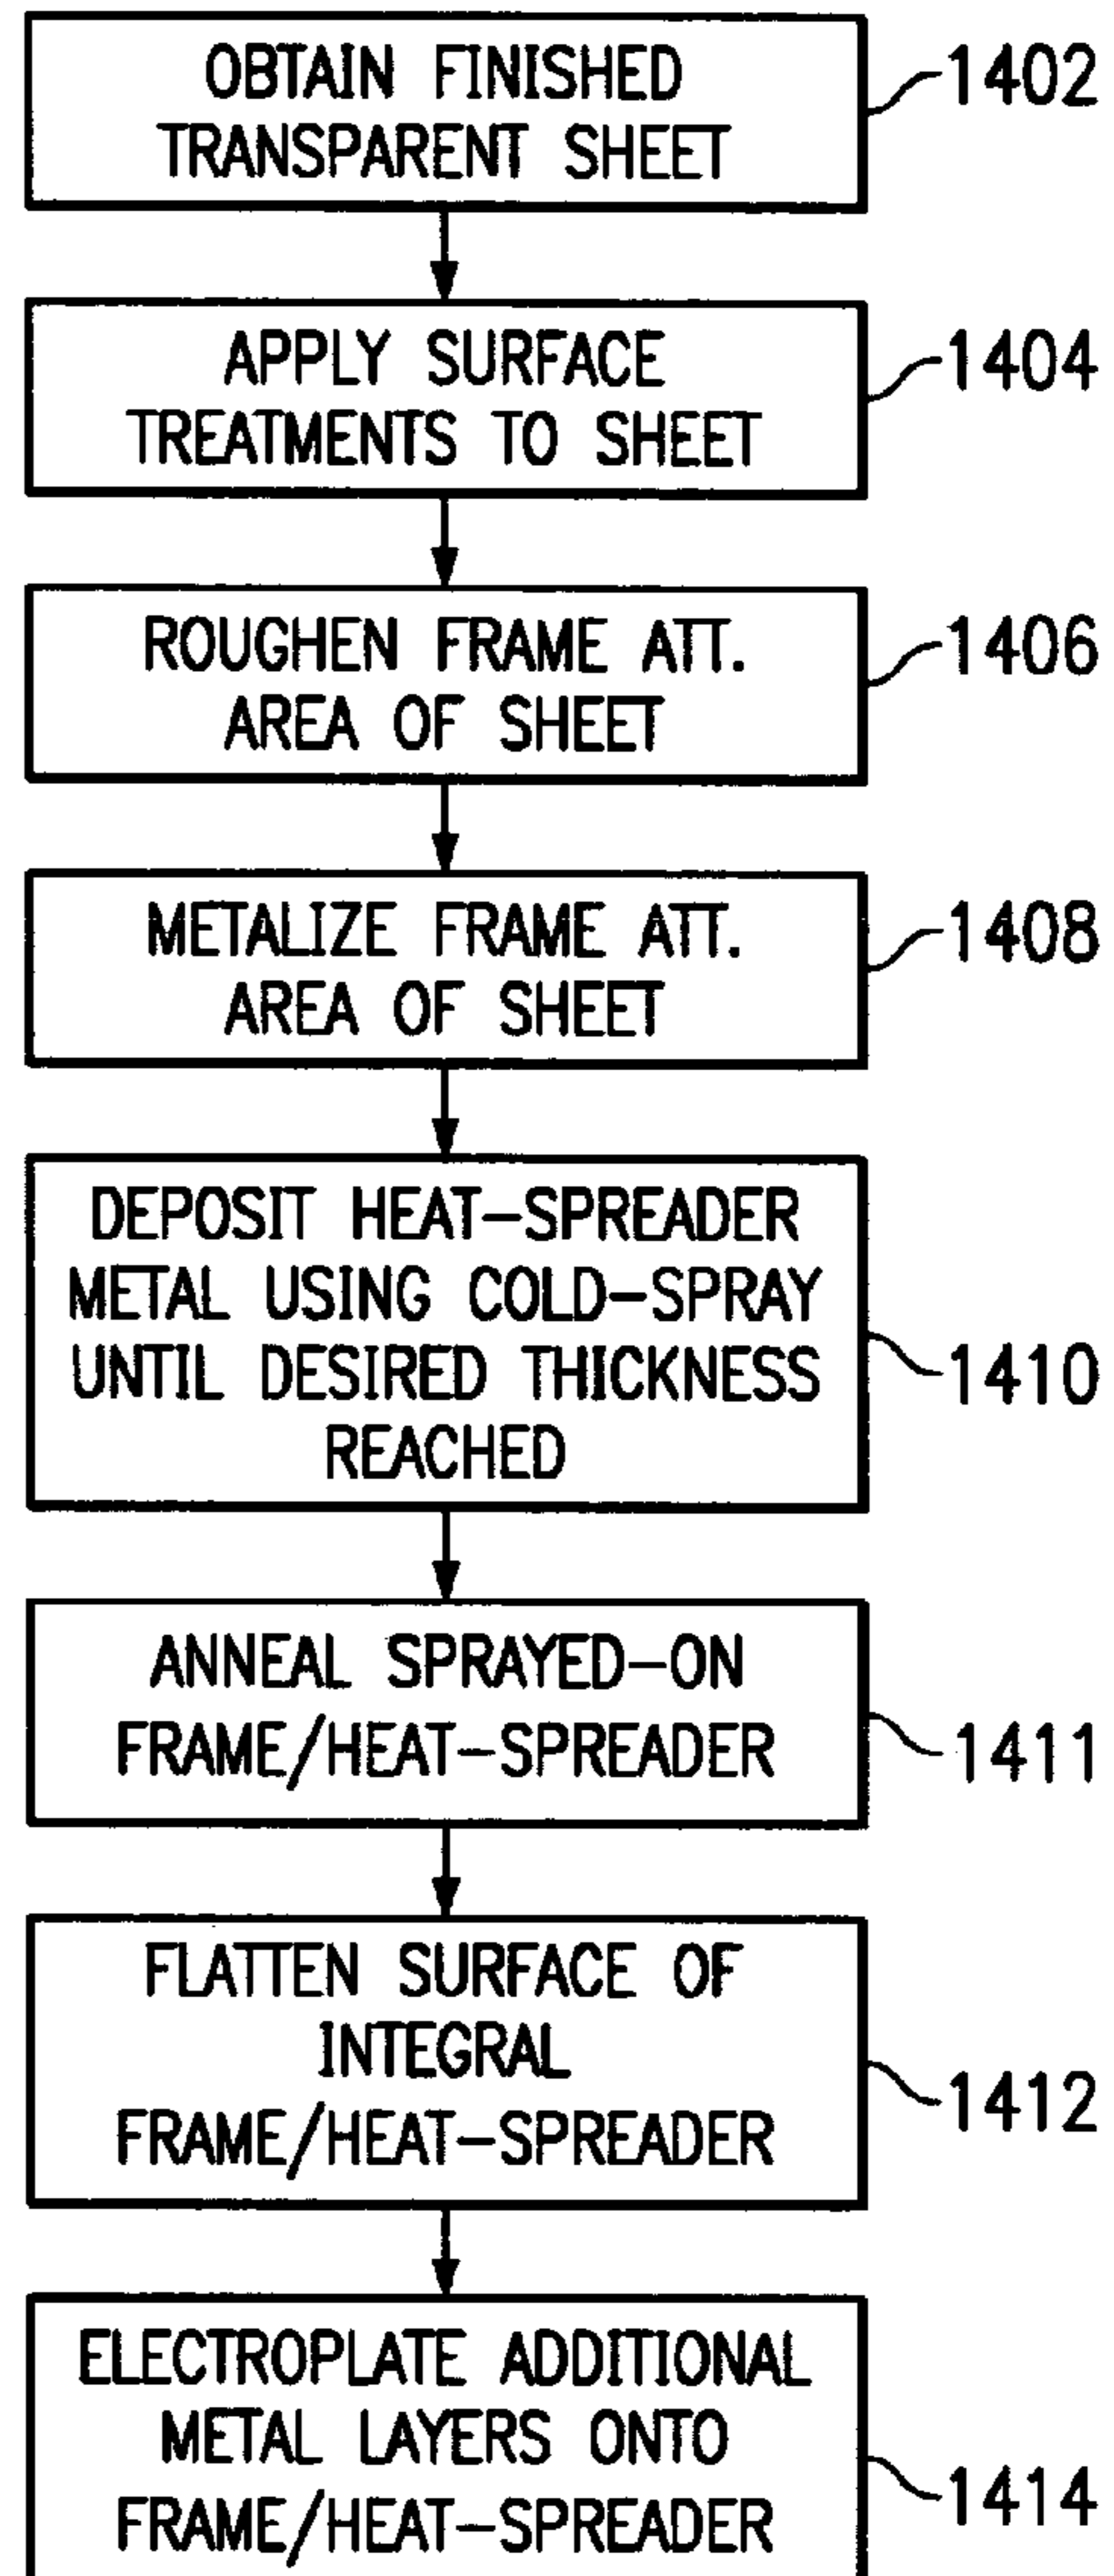 OBTAIN FINISHED
TRANSPARENT SHEET
1402
APPLY SURFACE
TREATMENTS TO SHEET
1404
ROUGHEN FRAME ATT.
AREA OF SHEET
1406
METALIZE FRAME ATT.
AREA OF SHEET
1408
DEPOSIT HEAT-SPREADER
METAL USING COLD-SPRAY
UNTIL DESIRED THICKNESS
REACHED
1410
ANNEAL SPRAYED-ON
FRAME/HEAT-SPREADER
1411
FLATTEN SURFACE OF
INTEGRAL
FRAME/HEAT-SPREADER
1412
ELECTROPLATE ADDITIONAL
METAL LAYERS ONTO
FRAME/HEAT-SPREADER
1414